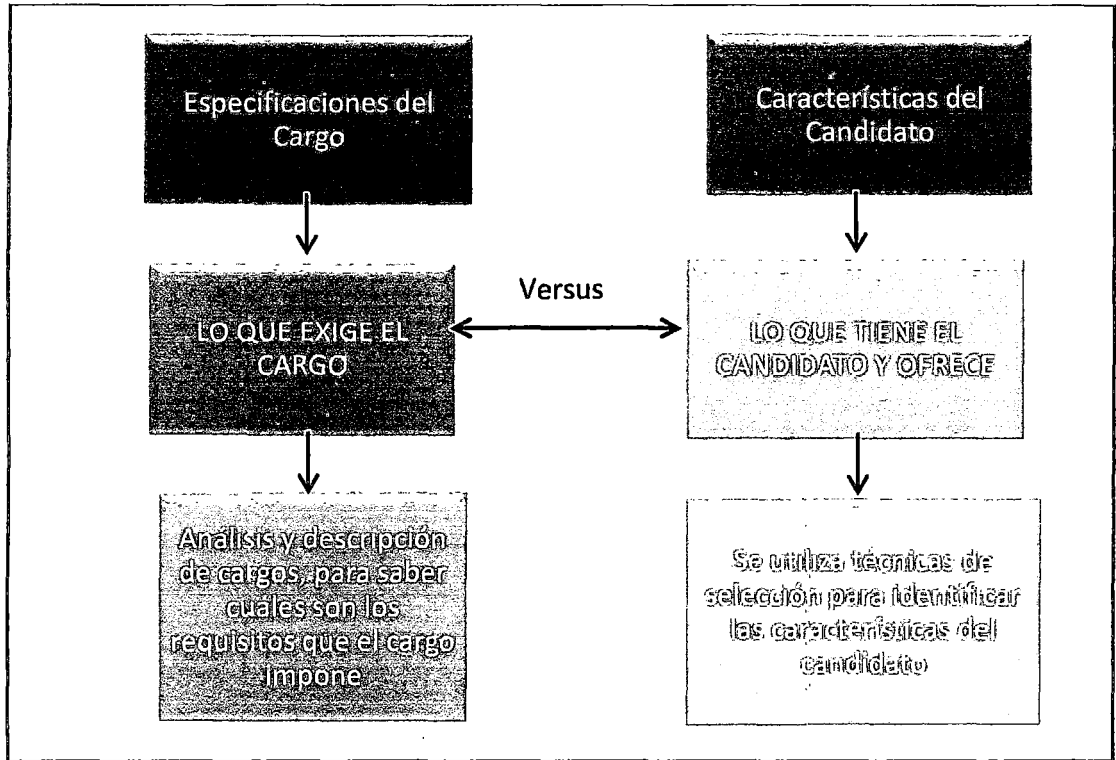 Especificaciones del
Cargo
Características del
Candidato
Versus
LO QUE EXIGE EL
CARGO
LO QUE TIENE EL
CANDIDATO Y OFRECE
Análisis y descripción
de cargos, para saber
cuales son los
requisitos que el cargo
Impone
Se utiliza técnicas de
selección para identificar
las características del
candidato